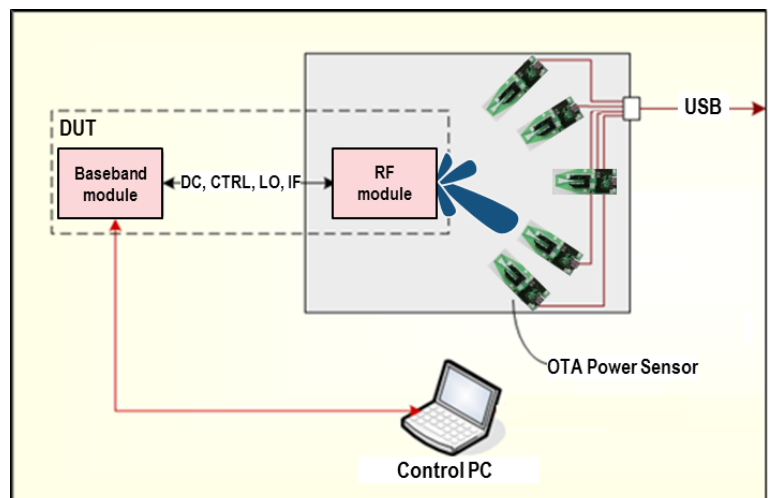 DUT
Baseband
module
DC, CTRL, LO, IF
RF
module
USB
OTA Power Sensor
Control PC